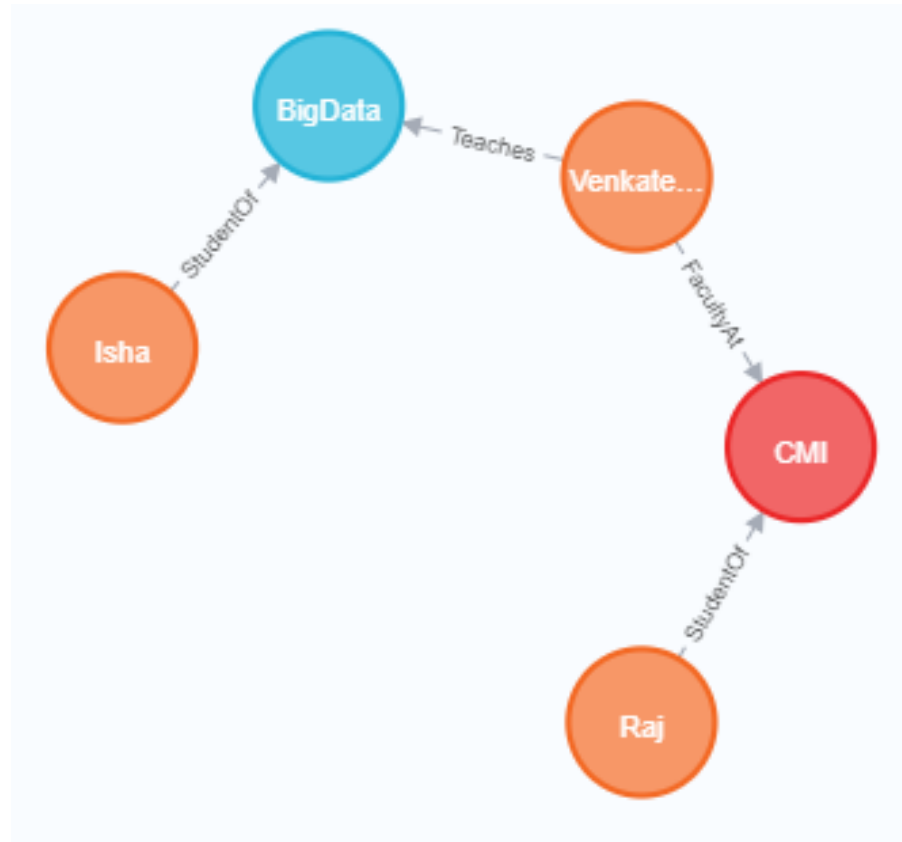 BigData
Teaches
Venkate...
StudentOf
FacultyAt
Isha
CMI
StudentOf
Raj